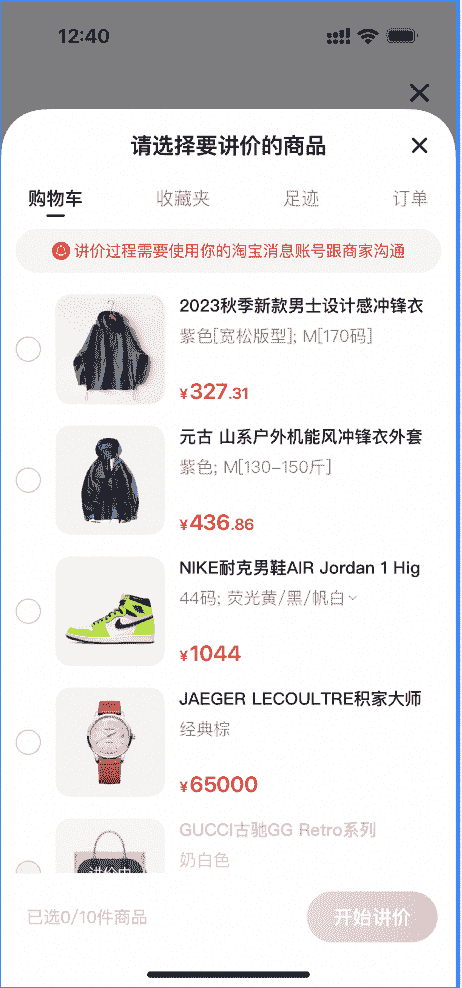 12:40
请选择要讲价的商品
购物车 收藏夹 足迹 订单
讲价过程需要使用你的淘宝消息账号跟商家沟通
2023秋季新款男士设计感冲锋衣
紫色[宽松版型]; M[170码]
¥327.31
元古 山系户外机能风冲锋衣外套
紫色; M[130-150斤]
¥436.86
NIKE耐克男鞋AIR Jordan 1 Hig
44码; 荧光黄/黑/帆白
¥1044
JAEGER LECOULTRE积家大师
经典棕
¥65000
GUCCI古驰GG Retro系列
讲价中
奶白色
已选0/10件商品
开始讲价